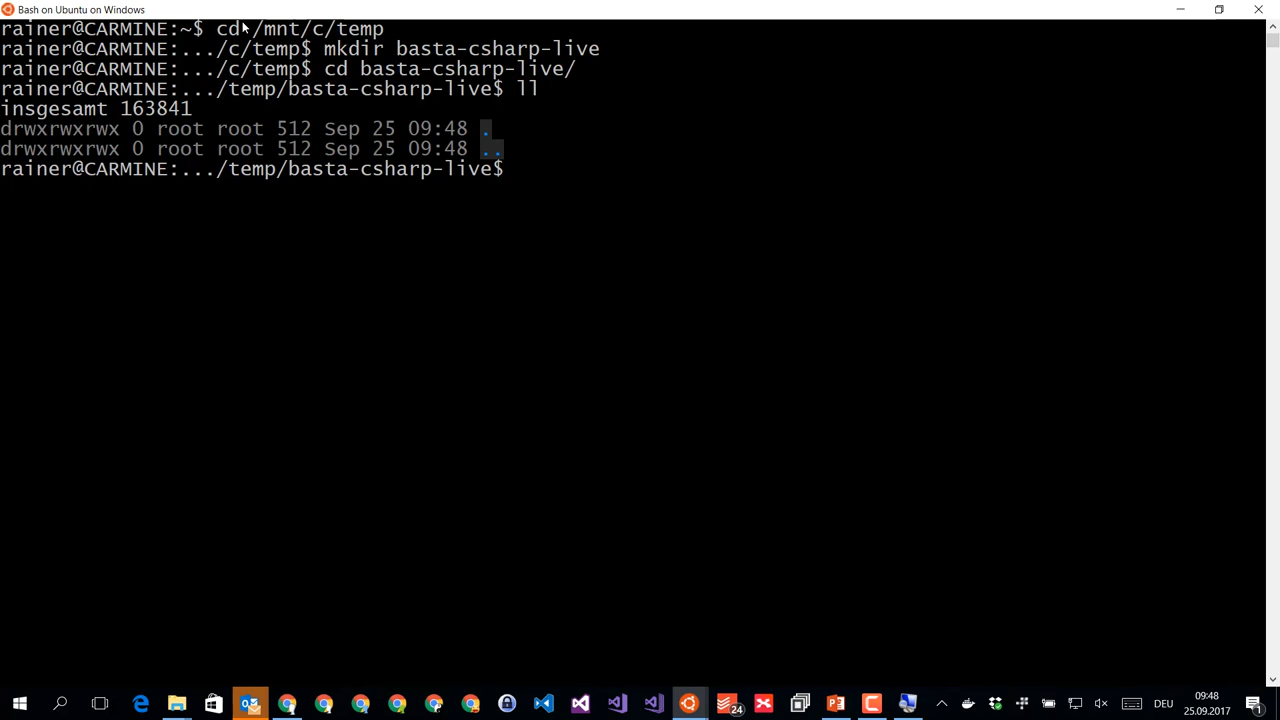 Bash on Ubuntu on Windows
rainer@CARMINE:~$ cd /mnt/c/temp
rainer@CARMINE:.../c/temp$ mkdir basta-csharp-live
rainer@CARMINE:.../c/temp$ cd basta-csharp-live/
rainer@CARMINE:.../temp/basta-csharp-live$ ll
insgesamt 163841
drwxrwxrwx 0 root root 512 Sep 25 09:48 .
drwxrwxrwx 0 root root 512 Sep 25 09:48 ..
rainer@CARMINE:.../temp/basta-csharp-live$
24
DEU
09:48
25.09.2017
1